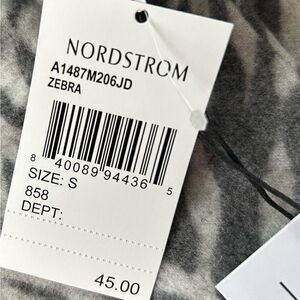 NORDSTROM
A1487M206JD
ZEBRA
8 40089 94436 5
SIZE: S
858
DEPT:
45.00